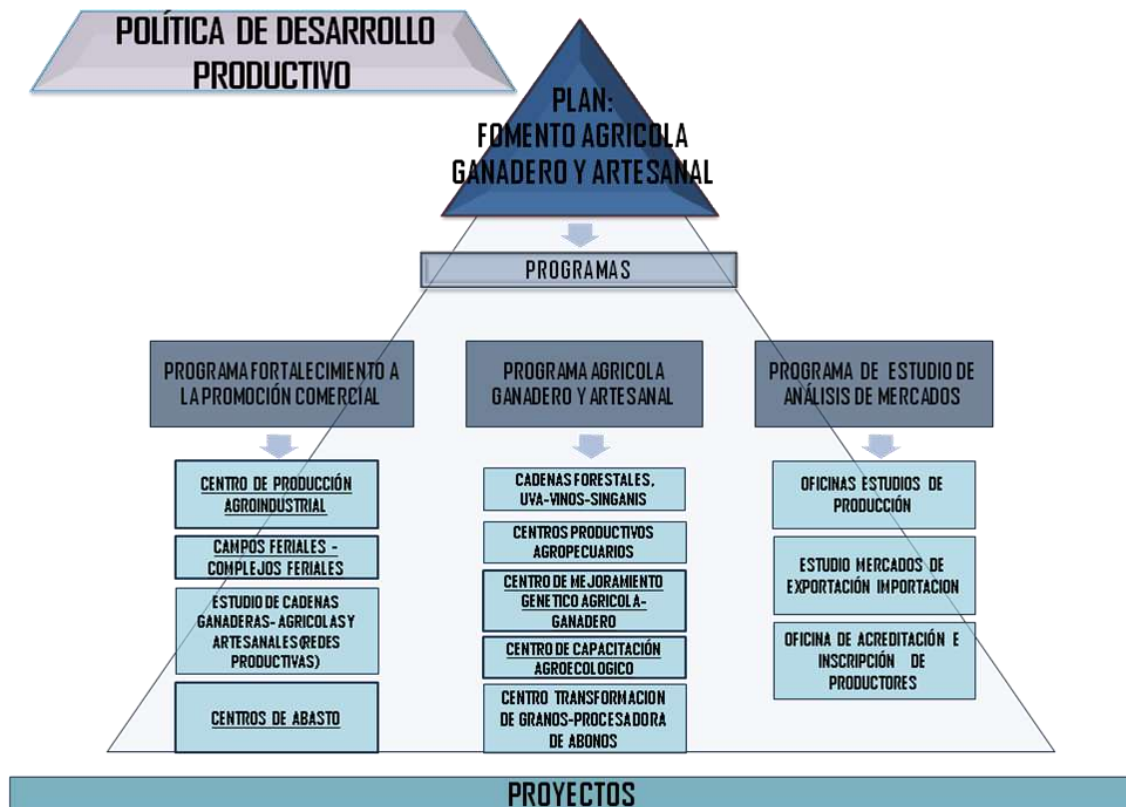 POLÍTICA DE DESARROLLO
PRODUCTIVO
PLAN:
FOMENTO AGRICOLA
GANADERO Y ARTESANAL
PROGRAMAS
PROGRAMA FORTALECIMIENTO A
LA PROMOCIÓN COMERCIAL
CENTRO DE PRODUCCIÓN
AGROINDUSTRIAL
CAMPOS FERIALES -
COMPLEJOS FERIALES
ESTUDIO DE CADENAS
GANADERAS- AGRICOLAS Y
ARTESANALES(REDES
PRODUCTIVAS)
CENTROS DE ABASTO
PROGRAMA AGRICOLA
GANADERO Y ARTESANAL
CADENAS FORESTALES,
UVA-VINOS-SINGANIS
CENTROS PRODUCTIVOS
AGROPECUARIOS
CENTRO DE MEJORAMIENTO
GENETICO AGRICOLA-
GANADERO
CENTRO DE CAPACITACIÓN
AGROECOLOGICO
CENTRO TRANSFORMACION
DE GRANOS-PROCESADORA
DE ABONOS
PROGRAMA DE ESTUDIO DE
ANÁLISIS DE MERCADOS
OFICINAS ESTUDIOS DE
PRODUCCIÓN
ESTUDIO MERCADOS DE
EXPORTACIÓN IMPORTACION
OFICINA DE ACREDITACIÓN E
INSCRIPCIÓN DE
PRODUCTORES
PROYECTOS